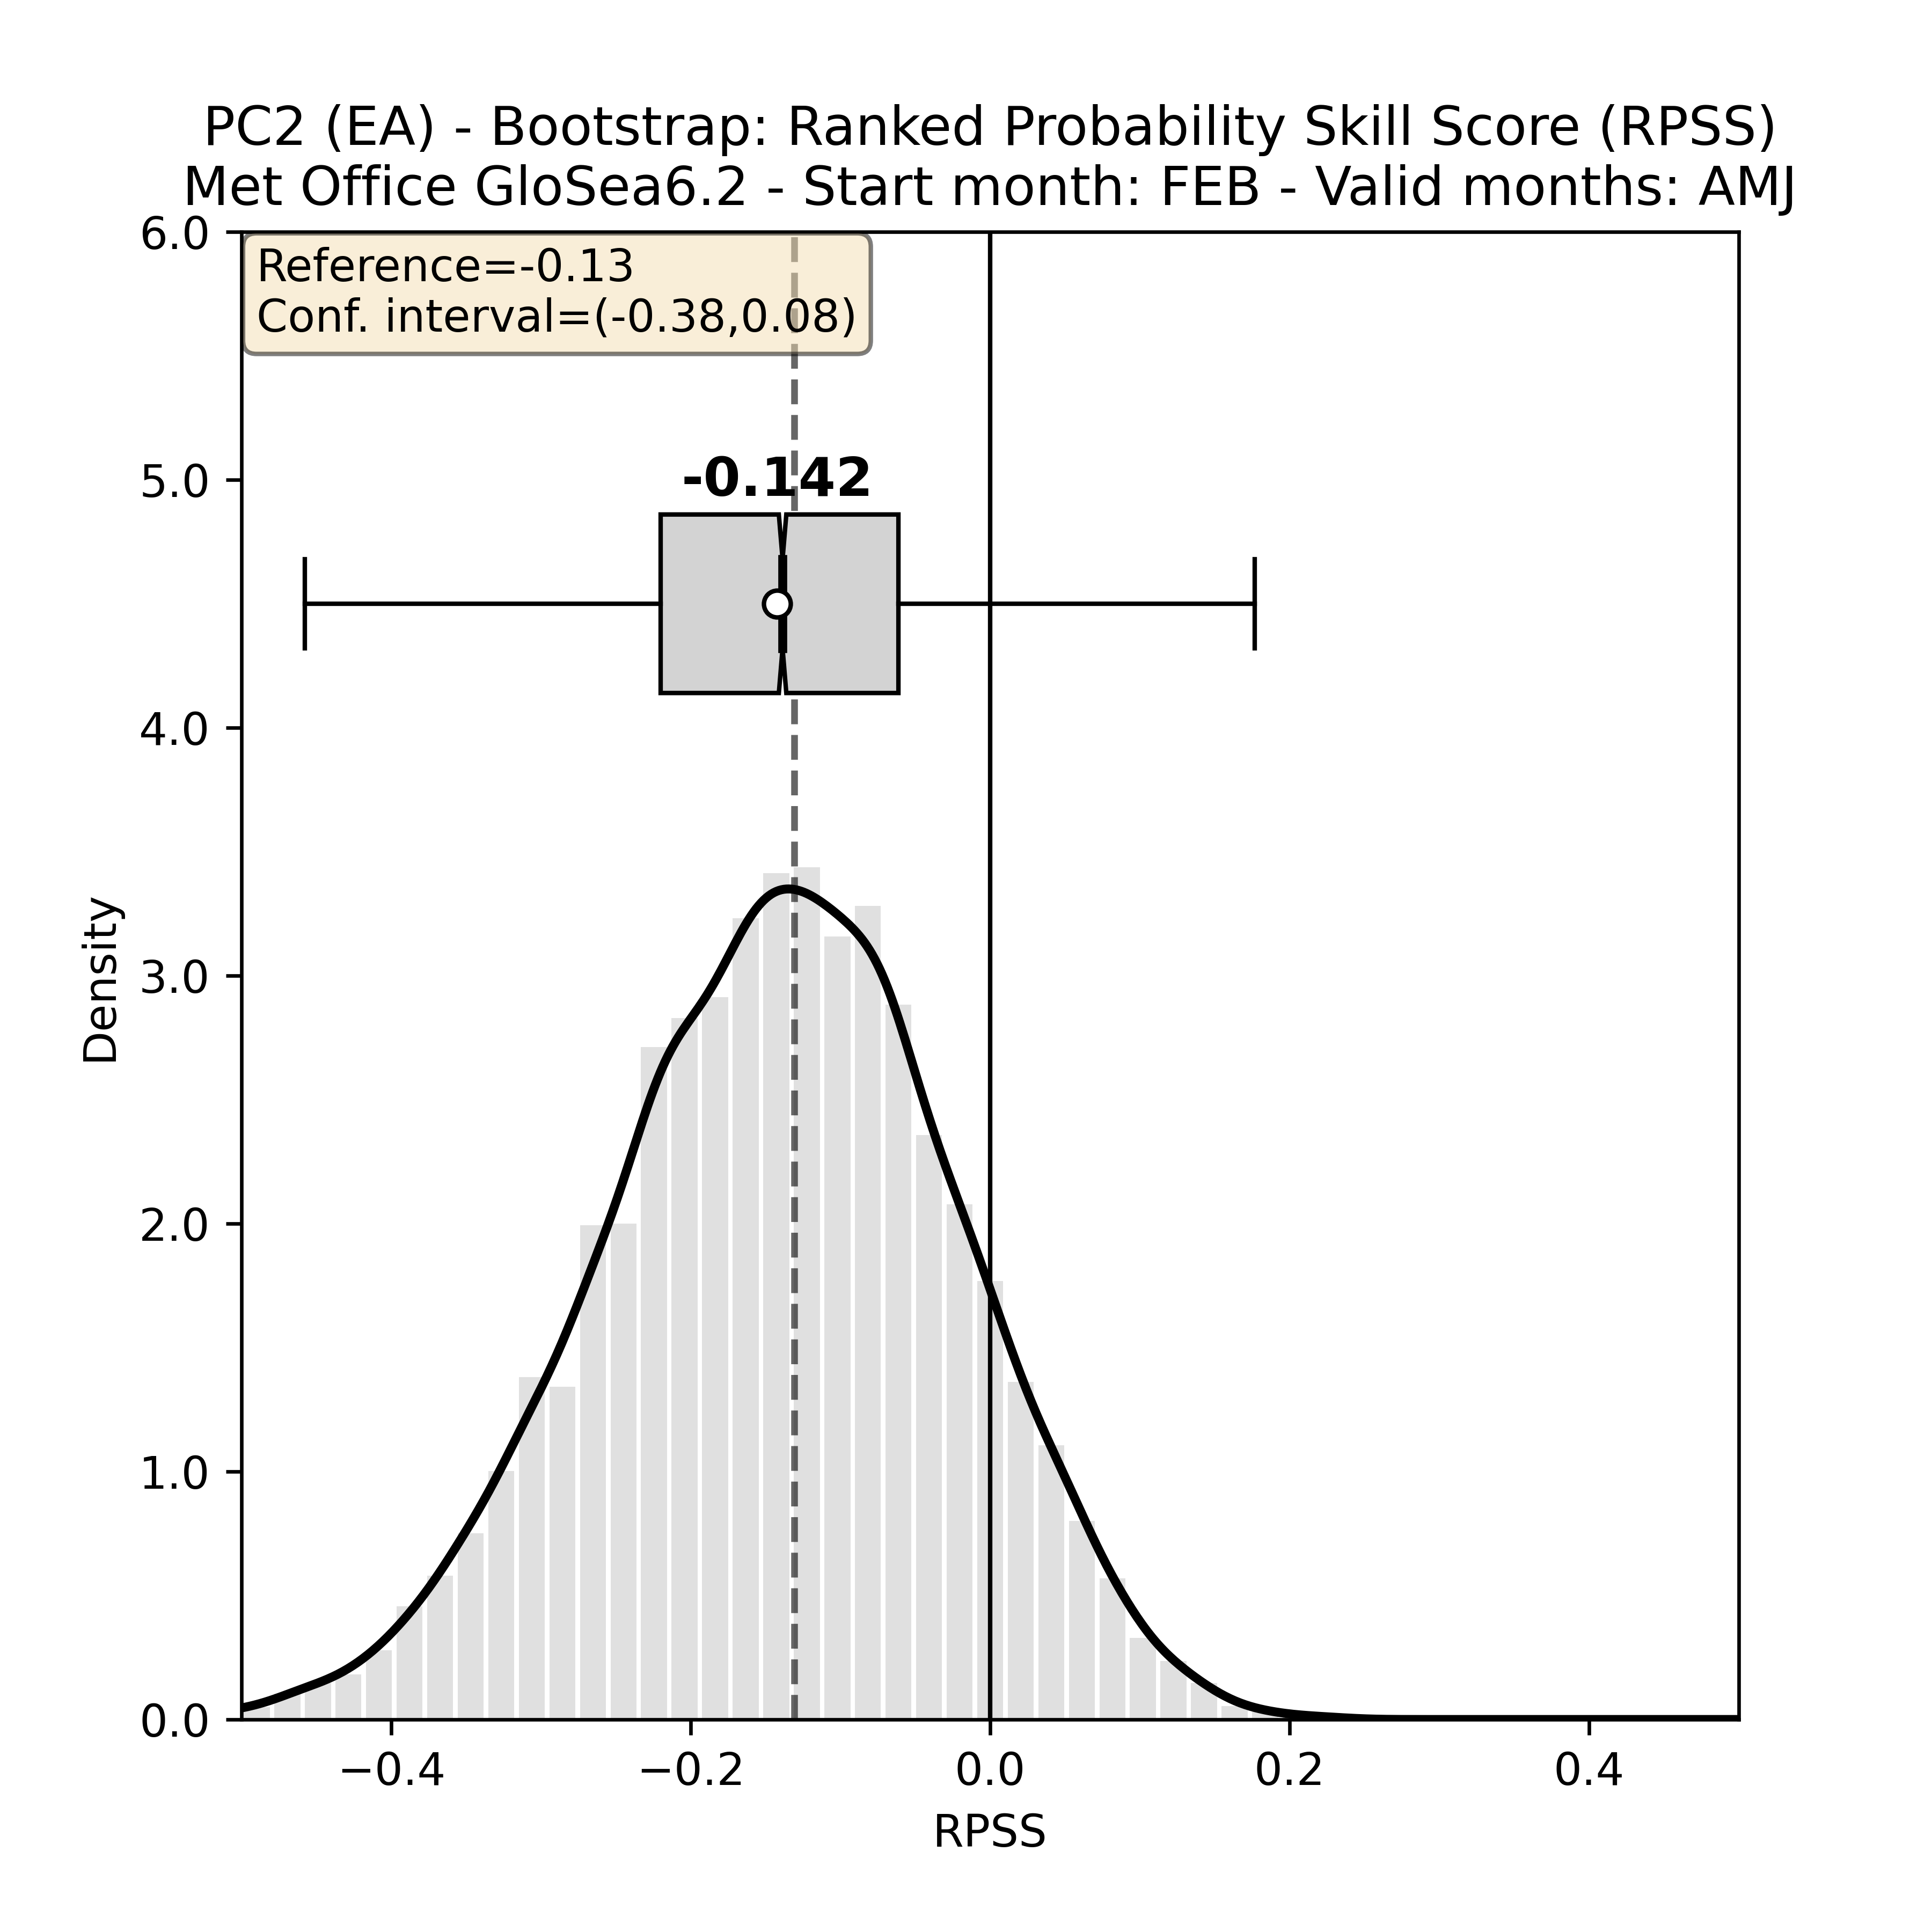 PC2 (EA) - Bootstrap: Ranked Probability Skill Score (RPSS)
Met Office GloSea6.2 - Start month: FEB - Valid months: AMJ
6.0
Reference=-0.13
Conf. interval=(-0.38,0.08)
5.0
-0.142
4.0
Density
3.0
2.0
1.0
0.0
−0.4
−0.2
0.0
0.2
0.4
RPSS